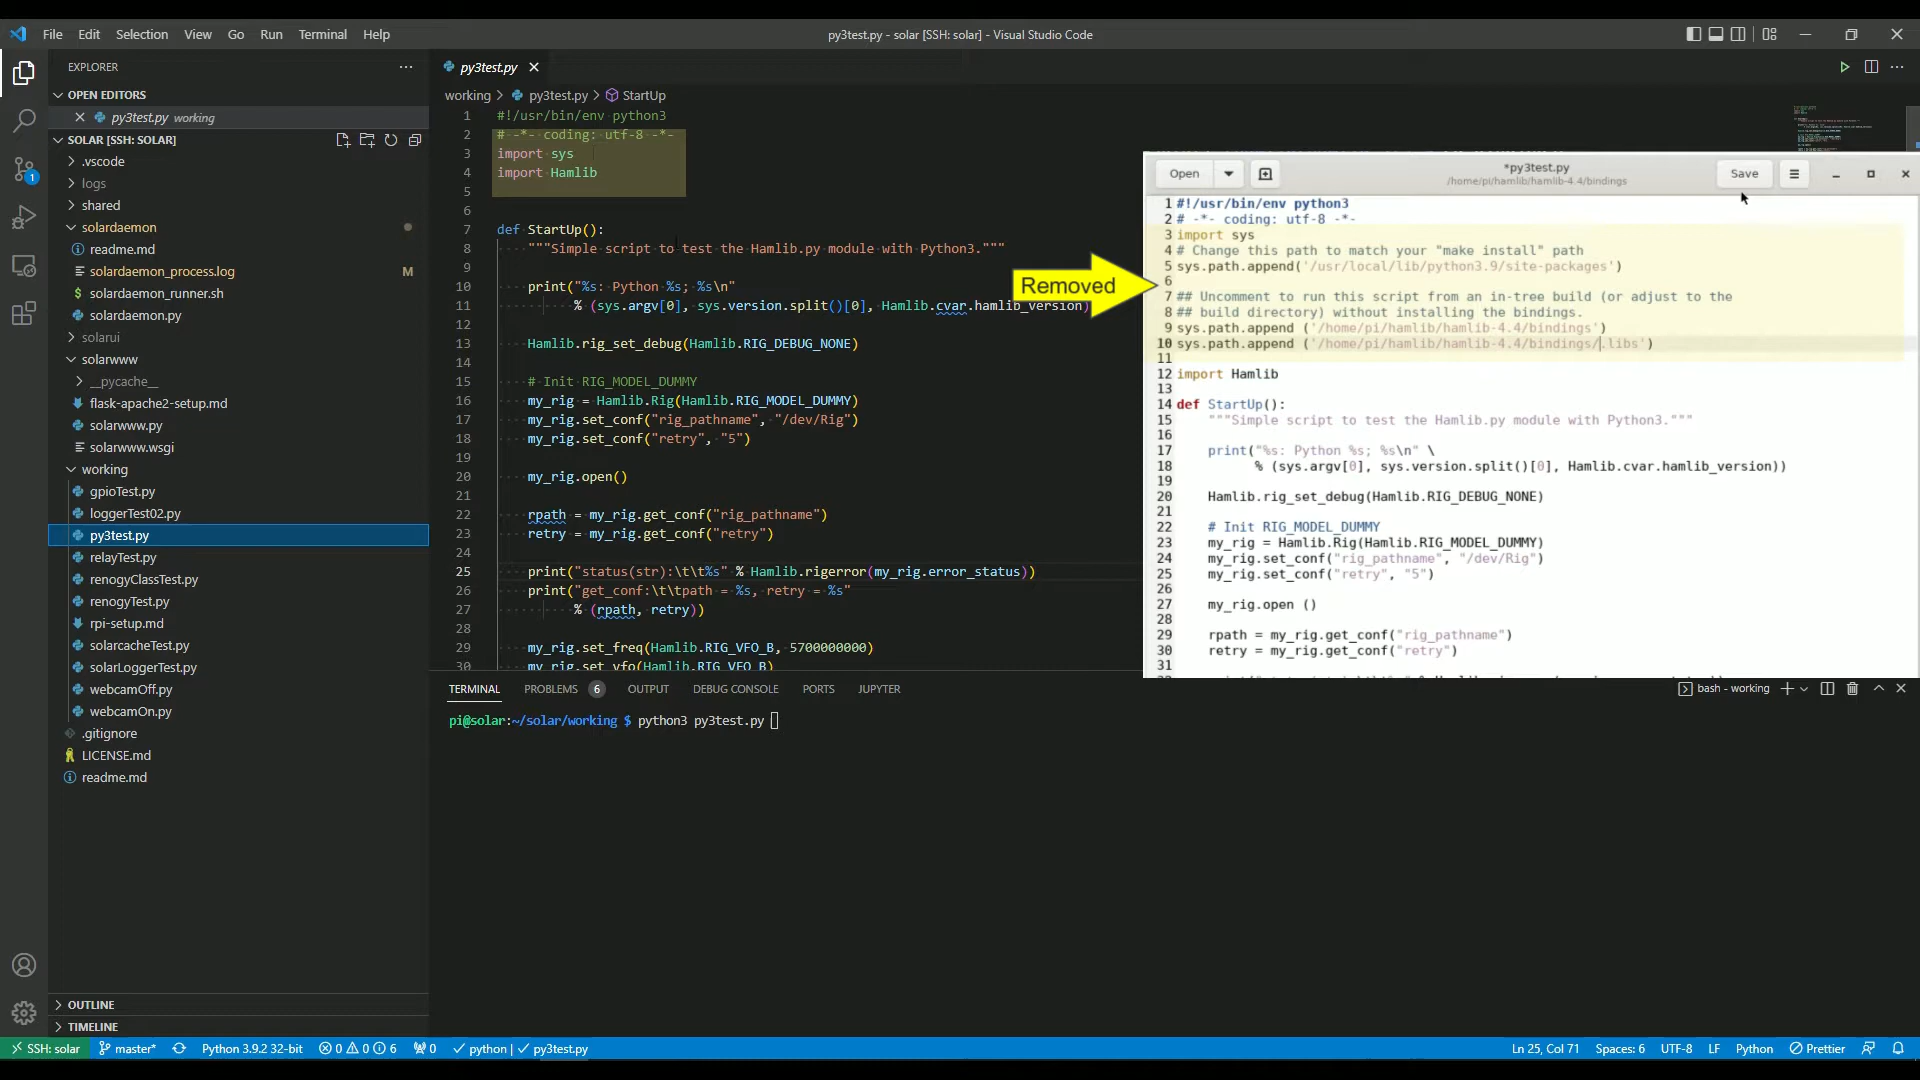 File Edit Selection View Go Run Terminal Help
py3test.py - solar [SSH: solar] - Visual Studio Code
EXPLORER
OPEN EDITORS
py3test.py working
SOLAR [SSH: SOLAR]
.vscode
logs
shared
solardaemon
readme.md
solardaemon_process.log M
solardaemon_runner.sh
solardaemon.py
solarui
solarwww
__pycache__
flask-apache2-setup.md
solarwww.py
solarwww.wsgi
working
gpioTest.py
loggerTest02.py
py3test.py
relayTest.py
renogyClassTest.py
renogyTest.py
rpi-setup.md
solarcacheTest.py
solarLoggerTest.py
webcamOff.py
webcamOn.py
.gitignore
LICENSE.md
readme.md
OUTLINE
TIMELINE
1
py3test.py
working > py3test.py > StartUp
1 #!/usr/bin/env python3
2 # -*- coding: utf-8 -*-
3 import sys
4 import Hamlib
5
6
7 def StartUp():
8 """Simple script to test the Hamlib.py module with Python3."""
9
10 print("%s: Python %s; %s\n"
11 % (sys.argv[0], sys.version.split()[0], Hamlib.cvar.hamlib_version)
12
13 Hamlib.rig_set_debug(Hamlib.RIG_DEBUG_NONE)
14
15 # Init RIG_MODEL_DUMMY
16 my_rig = Hamlib.Rig(Hamlib.RIG_MODEL_DUMMY)
17 my_rig.set_conf("rig_pathname", "/dev/Rig")
18 my_rig.set_conf("retry", "5")
19
20 my_rig.open()
21
22 rpath = my_rig.get_conf("rig_pathname")
23 retry = my_rig.get_conf("retry")
24
25 print("status(str):\t\t%s" % Hamlib.rigerror(my_rig.error_status))
26 print("get_conf:\t\tpath = %s, retry = %s"
27 % (rpath, retry))
28
29 my_rig.set_freq(Hamlib.RIG_VFO_B, 5700000000)
30 my_rig.set_vfo(Hamlib.RIG_VFO_B)
Removed
Open
*py3test.py
/home/pi/hamlib/hamlib-4.4/bindings
Save
1 #!/usr/bin/env python3
2 # -*- coding: utf-8 -*-
3 import sys
4 # Change this path to match your "make install" path
5 sys.path.append('/usr/local/lib/python3.9/site-packages')
6
7 ## Uncomment to run this script from an in-tree build (or adjust to the
8 ## build directory) without installing the bindings.
9 sys.path.append ('/home/pi/hamlib/hamlib-4.4/bindings')
10 sys.path.append ('/home/pi/hamlib/hamlib-4.4/bindings/.libs')
11
12 import Hamlib
13
14 def StartUp():
15 """Simple script to test the Hamlib.py module with Python3."""
16
17 print("%s: Python %s; %s\n" \
18 % (sys.argv[0], sys.version.split()[0], Hamlib.cvar.hamlib_version))
19
20 Hamlib.rig_set_debug(Hamlib.RIG_DEBUG_NONE)
21
22 # Init RIG_MODEL_DUMMY
23 my_rig = Hamlib.Rig(Hamlib.RIG_MODEL_DUMMY)
24 my_rig.set_conf("rig_pathname", "/dev/Rig")
25 my_rig.set_conf("retry", "5")
26
27 my_rig.open ()
28
29 rpath = my_rig.get_conf("rig_pathname")
30 retry = my_rig.get_conf("retry")
31
TERMINAL PROBLEMS 6 OUTPUT DEBUG CONSOLE PORTS JUPYTER
bash - working
pi@solar:~/solar/working $ python3 py3test.py
SSH: solar master* Python 3.9.2 32-bit 0 0 6 0 python | py3test.py
Ln 25, Col 71 Spaces: 6 UTF-8 LF Python Prettier